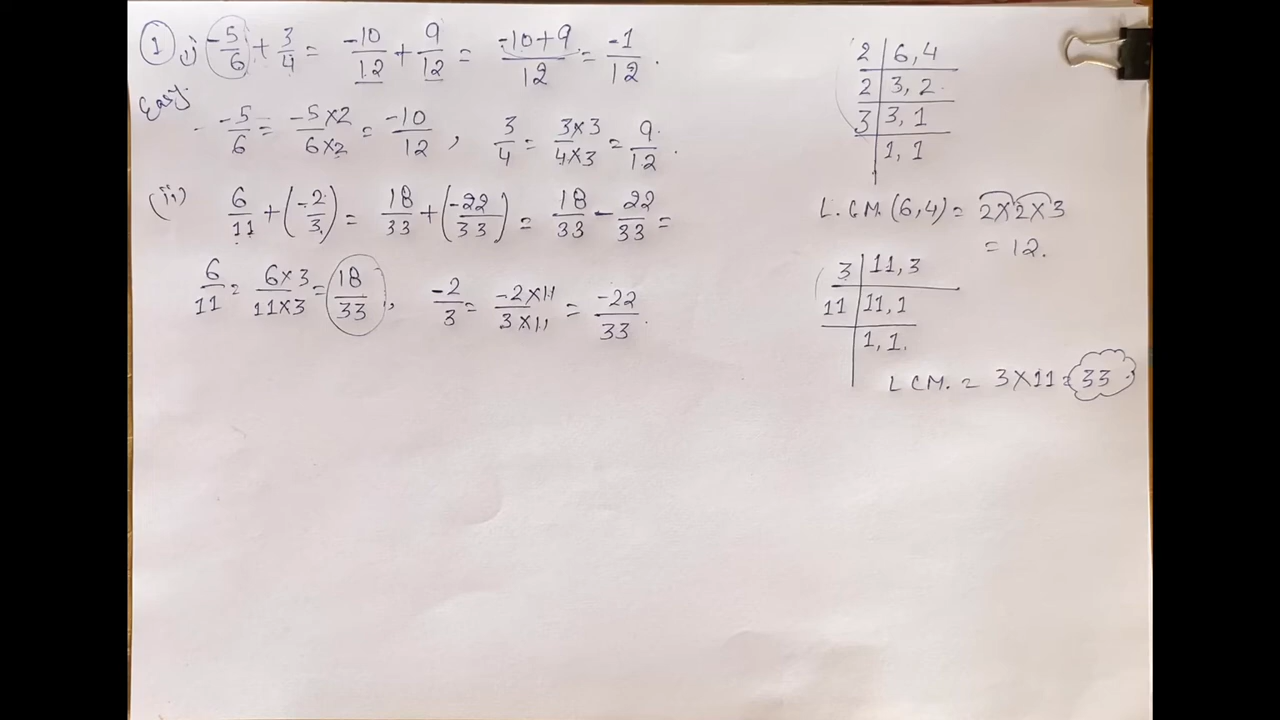 ① i) -5/6 + 3/4 = -10/12 + 9/12 = -10+9/12 = -1/12.
Easy.
-5/6 = -5×2/6×2 = -10/12, 3/4 = 3×3/4×3 = 9/12.
(ii) 6/11 + (-2/3) = 18/33 + (-22/33) = 18/33 - 22/33 =
6/11 = 6×3/11×3 = 18/33, -2/3 = -2×11/3×11 = -22/33.
2 | 6, 4
2 | 3, 2
3 | 3, 1
1, 1
L.C.M. (6,4) = 2×2×3
= 12.
3 | 11, 3
11 | 11, 1
1, 1.
L CM. = 3×11 = 33